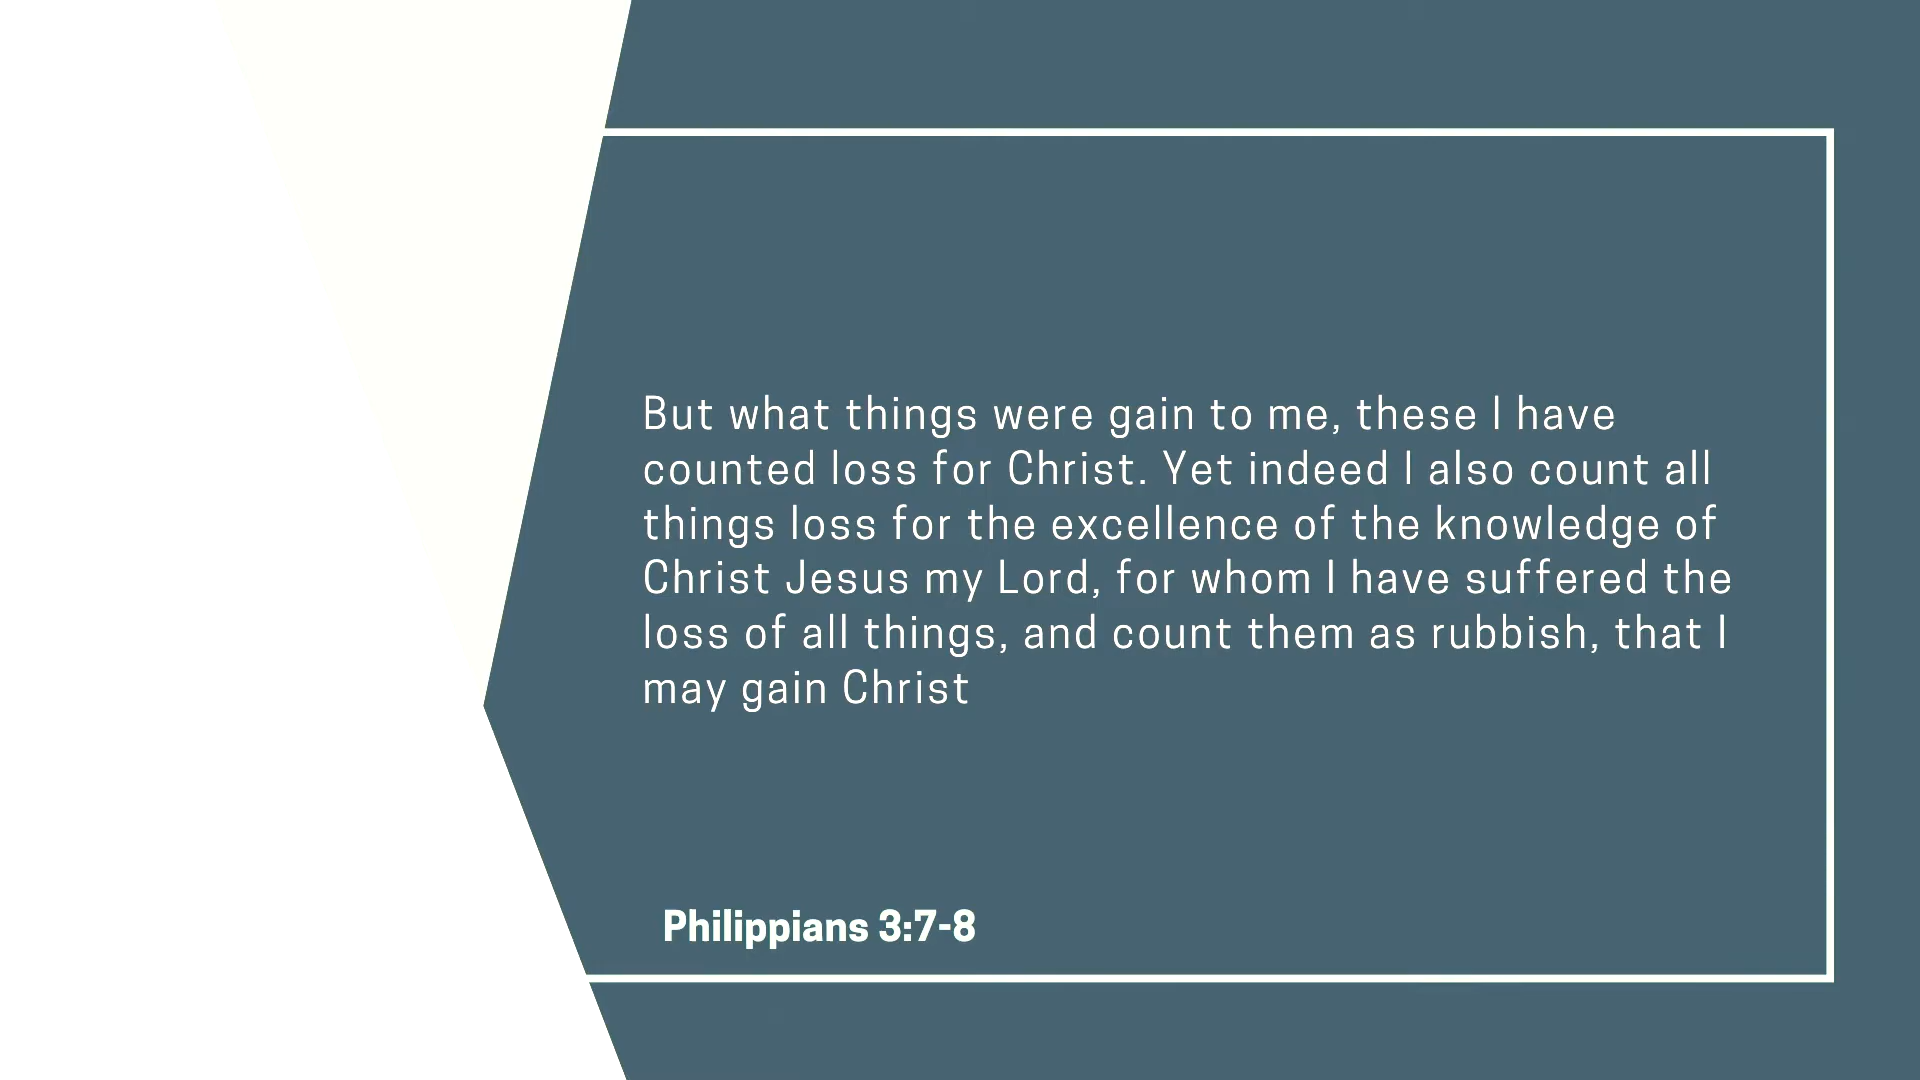 But what things were gain to me, these I have
counted loss for Christ. Yet indeed I also count all
things loss for the excellence of the knowledge of
Christ Jesus my Lord, for whom I have suffered the
loss of all things, and count them as rubbish, that I
may gain Christ
Philippians 3:7-8